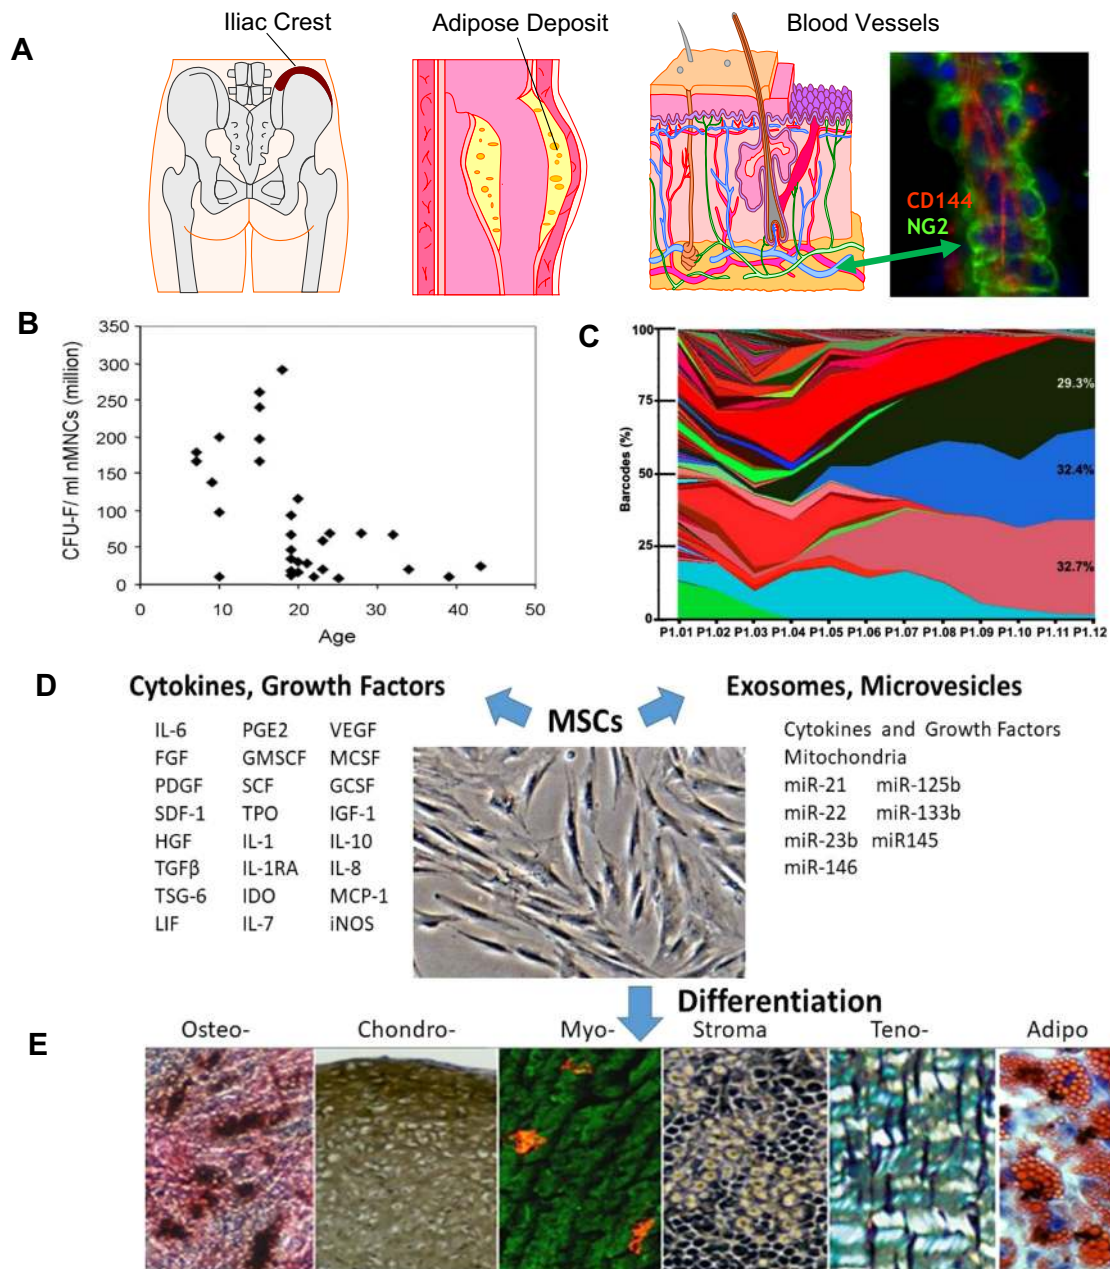 A
Iliac Crest
Adipose Deposit
Blood Vessels
CD144
NG2
B
CFU-F/ ml nMNCs (million)
350
300
250
200
150
100
50
0
0 10 20 30 40 50
Age
C
Barcodes (%)
100
75
50
25
0
29.3%
32.4%
32.7%
P1.01 P1.02 P1.03 P1.04 P1.05 P1.06 P1.07 P1.08 P1.09 P1.10 P1.11 P1.12
D
Cytokines, Growth Factors
MSCs
Exosomes, Microvesicles
IL-6 PGE2 VEGF
FGF GMSCF MCSF
PDGF SCF GCSF
SDF-1 TPO IGF-1
HGF IL-1 IL-10
TGFβ IL-1RA IL-8
TSG-6 IDO MCP-1
LIF IL-7 iNOS
Cytokines and Growth Factors
Mitochondria
miR-21 miR-125b
miR-22 miR-133b
miR-23b miR145
miR-146
Differentiation
E
Osteo- Chondro- Myo- Stroma Teno- Adipo